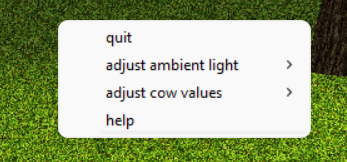 quit
adjust ambient light
adjust cow values
help